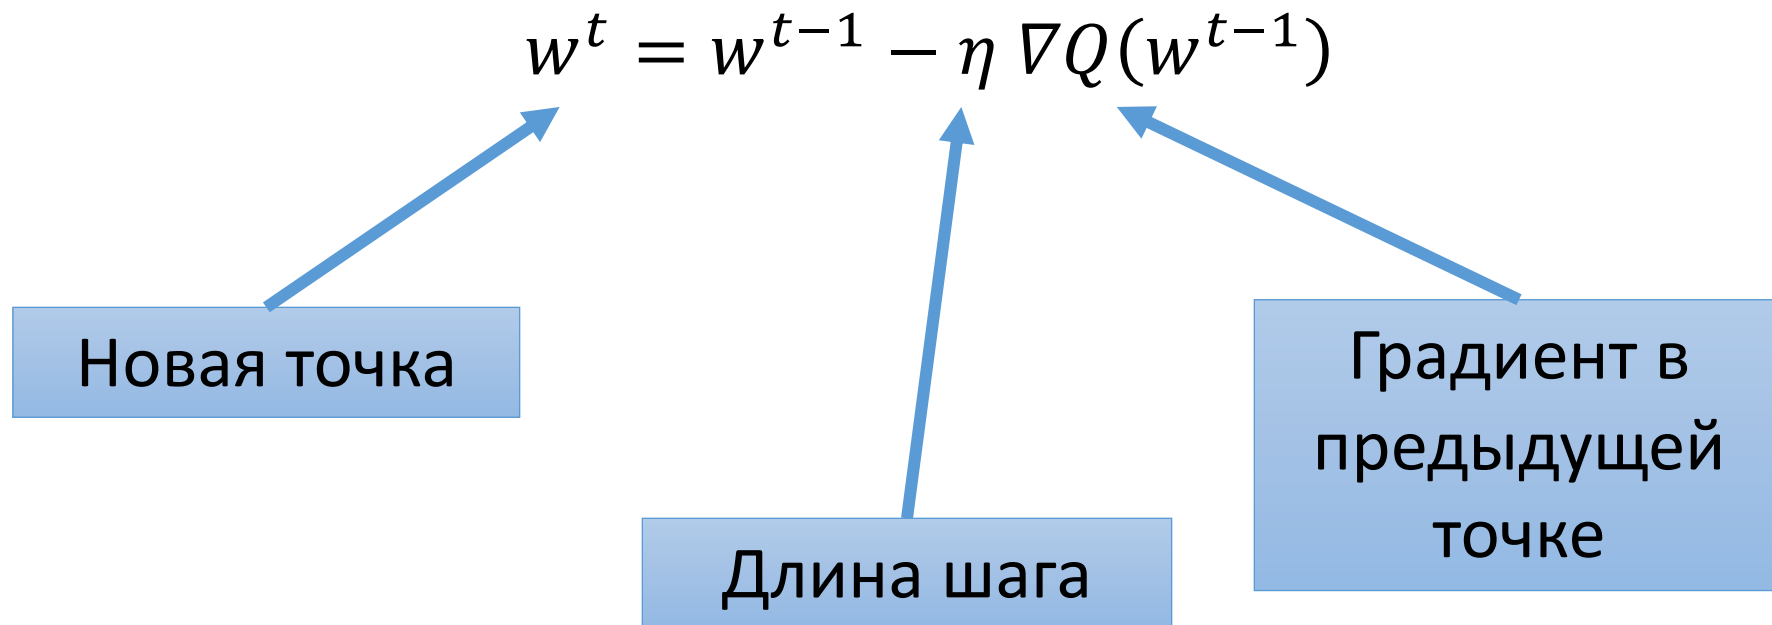 w^t = w^{t−1} − η ∇Q(w^{t−1})
Новая точка
Градиент в
предыдущей
точке
Длина шага